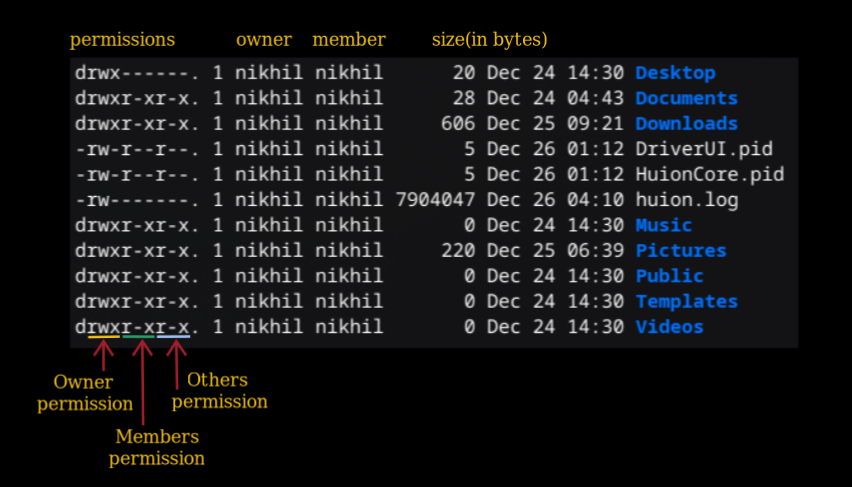 permissions owner member size(in bytes)
drwx------. 1 nikhil nikhil 20 Dec 24 14:30 Desktop
drwxr-xr-x. 1 nikhil nikhil 28 Dec 24 04:43 Documents
drwxr-xr-x. 1 nikhil nikhil 606 Dec 25 09:21 Downloads
-rw-r--r--. 1 nikhil nikhil 5 Dec 26 01:12 DriverUI.pid
-rw-r--r--. 1 nikhil nikhil 5 Dec 26 01:12 HuionCore.pid
-rw-------. 1 nikhil nikhil 7904047 Dec 26 04:10 huion.log
drwxr-xr-x. 1 nikhil nikhil 0 Dec 24 14:30 Music
drwxr-xr-x. 1 nikhil nikhil 220 Dec 25 06:39 Pictures
drwxr-xr-x. 1 nikhil nikhil 0 Dec 24 14:30 Public
drwxr-xr-x. 1 nikhil nikhil 0 Dec 24 14:30 Templates
drwxr-xr-x. 1 nikhil nikhil 0 Dec 24 14:30 Videos
Owner
permission
Others
permission
Members
permission